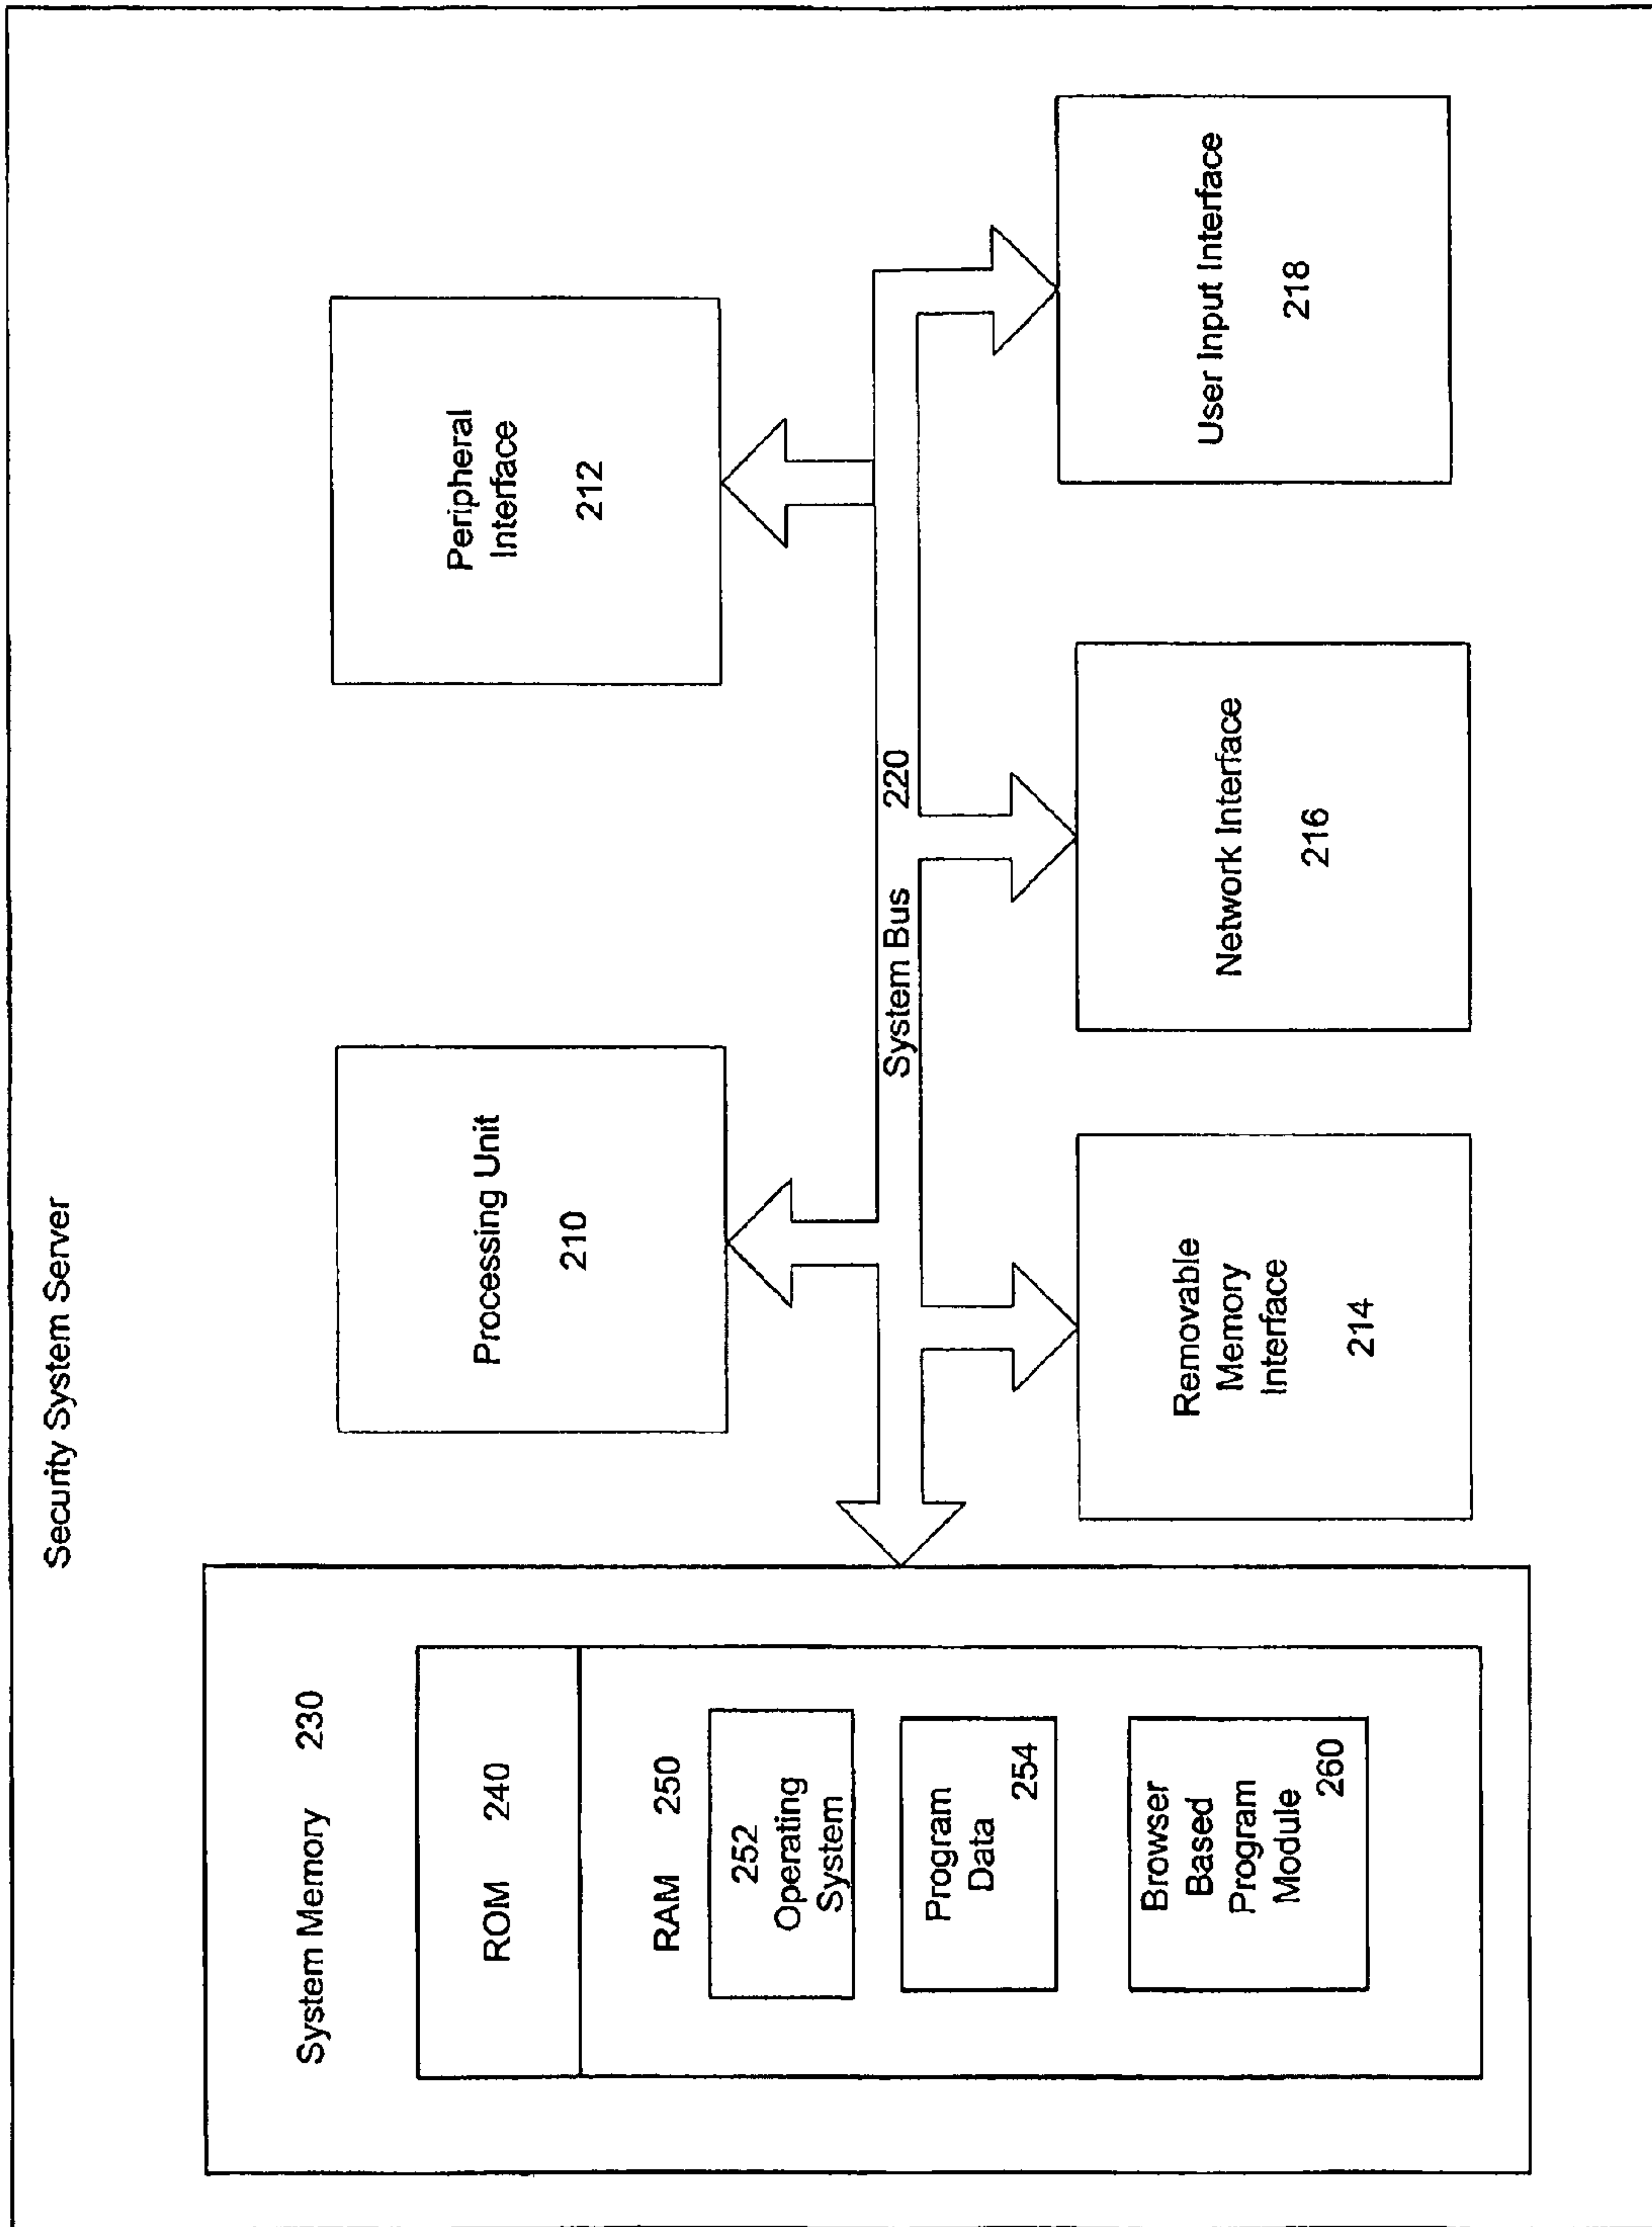 Security System Server
System Memory 230
ROM 240
RAM 250
252
Operating
System
Program
Data
254
Browser
Based
Program
Module
260
Processing Unit
210
Peripheral
Interface
212
System Bus 220
Removable
Memory
Interface
214
Network Interface
216
User Input Interface
218